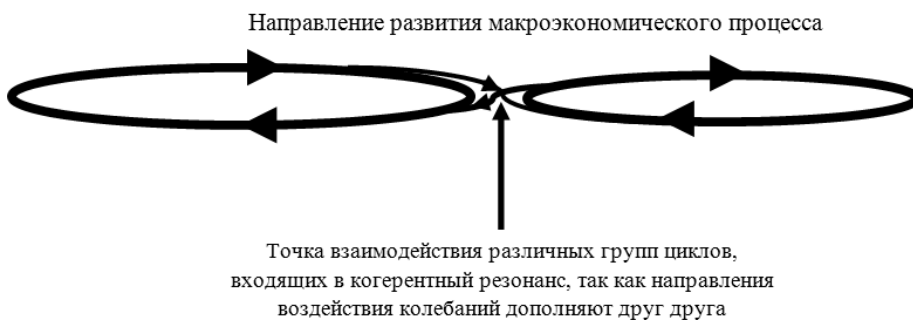 Направление развития макроэкономического процесса
Точка взаимодействия различных групп циклов,
входящих в когерентный резонанс, так как направления
воздействия колебаний дополняют друг друга